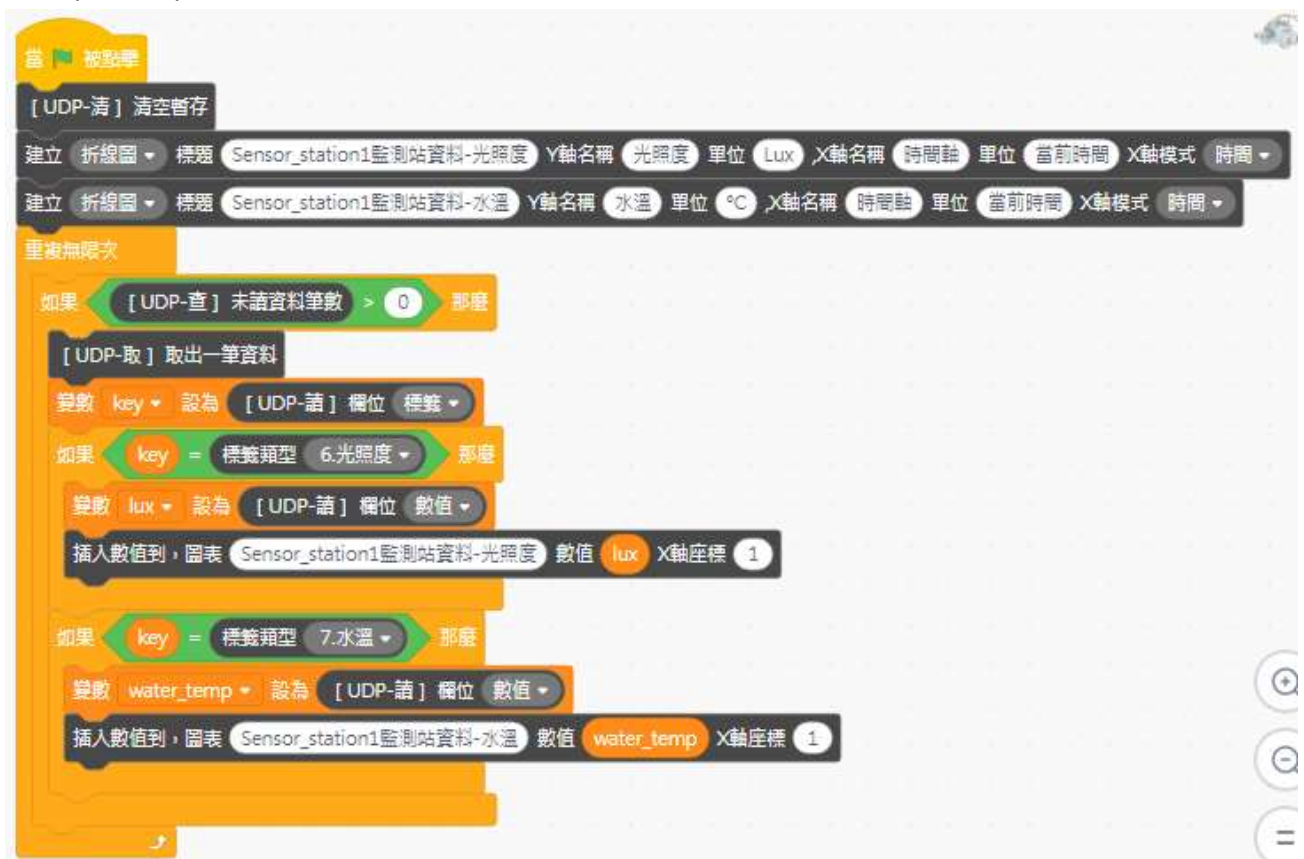 當 被點擊
[ UDP-清 ] 清空暫存
建立 折線圖 標題 Sensor_station1監測站資料-光照度 Y軸名稱 光照度 單位 Lux ,X軸名稱 時間軸 單位 當前時間 X軸模式 時間
建立 折線圖 標題 Sensor_station1監測站資料-水溫 Y軸名稱 水溫 單位 °C ,X軸名稱 時間軸 單位 當前時間 X軸模式 時間
重複無限次
如果 [ UDP-查 ] 未讀資料筆數 > 0 那麼
[ UDP-取 ] 取出一筆資料
變數 key 設為 [ UDP-讀 ] 欄位 標籤
如果 key = 標籤類型 6.光照度 那麼
變數 lux 設為 [ UDP-讀 ] 欄位 數值
插入數值到，圖表 Sensor_station1監測站資料-光照度 數值 lux X軸座標 1
如果 key = 標籤類型 7.水溫 那麼
變數 water_temp 設為 [ UDP-讀 ] 欄位 數值
插入數值到，圖表 Sensor_station1監測站資料-水溫 數值 water_temp X軸座標 1